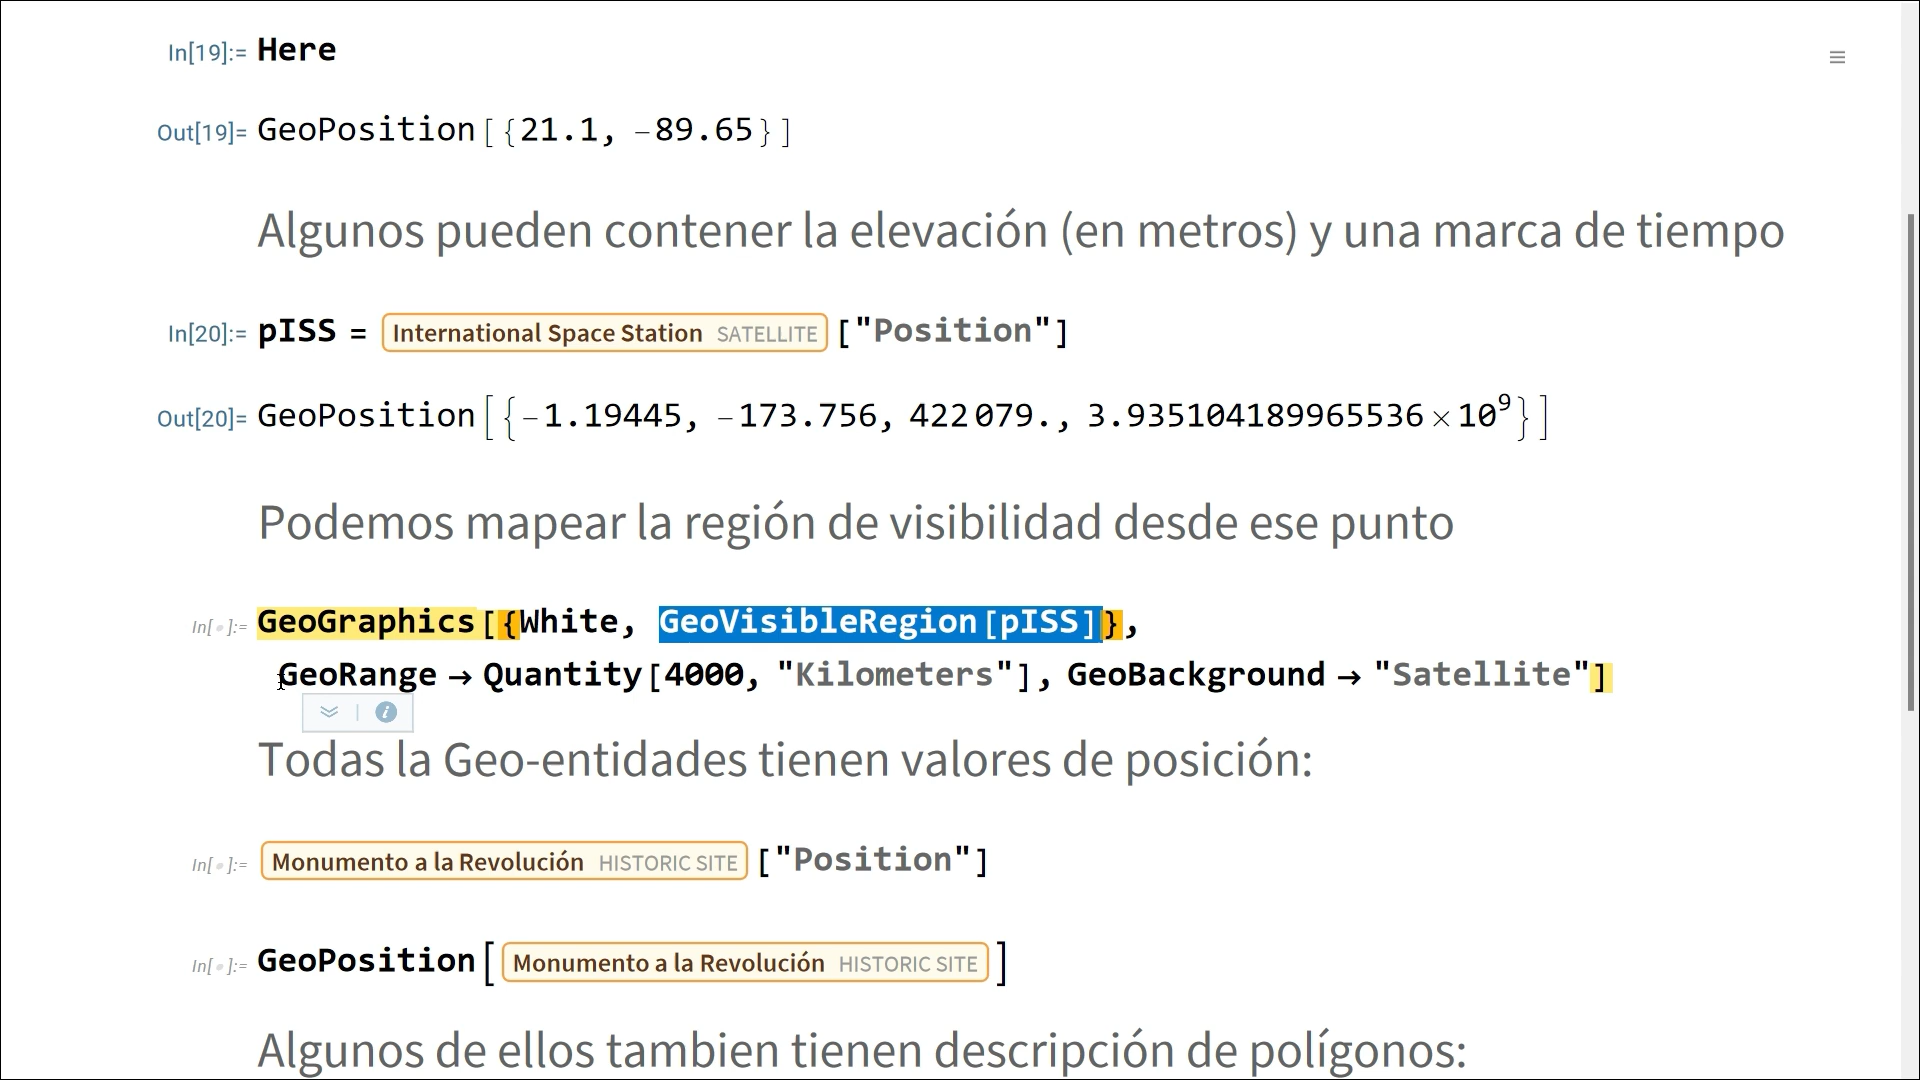 In[19]:= Here
Out[19]= GeoPosition[{21.1, -89.65}]
Algunos pueden contener la elevación (en metros) y una marca de tiempo
In[20]:= pISS = International Space Station SATELLITE ["Position"]
Out[20]= GeoPosition[{-1.19445, -173.756, 422079., 3.935104189965536×10⁹}]
Podemos mapear la región de visibilidad desde ese punto
In[•]:= GeoGraphics[{White, GeoVisibleRegion[pISS]},
GeoRange → Quantity[4000, "Kilometers"], GeoBackground → "Satellite"]
Todas la Geo-entidades tienen valores de posición:
In[•]:= Monumento a la Revolución HISTORIC SITE ["Position"]
In[•]:= GeoPosition[Monumento a la Revolución HISTORIC SITE]
Algunos de ellos tambien tienen descripción de polígonos: